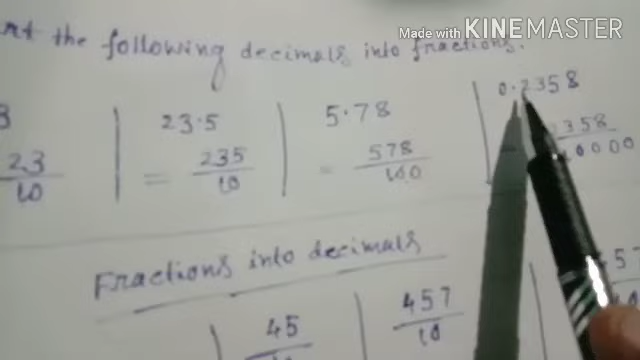 Made with KINEMASTER
the following decimals into fractions.
23.5 5.78 0.2358
23/10 = 235/10 = 578/100 2358/10000
Fractions into decimals
45 457/10